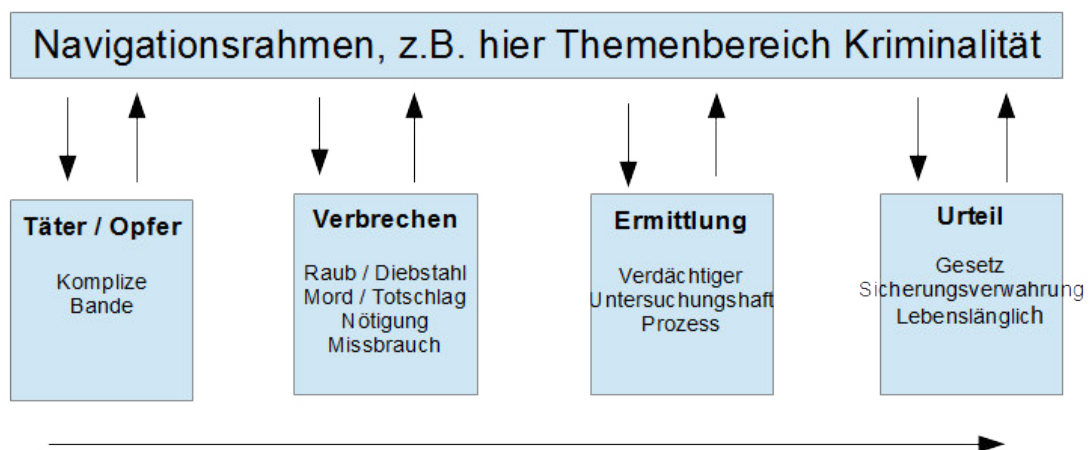 Navigationsrahmen, z.B. hier Themenbereich Kriminalität
Täter / Opfer
Komplize
Bande
Verbrechen
Raub / Diebstahl
Mord / Totschlag
Nötigung
Missbrauch
Ermittlung
Verdächtiger
Untersuchungshaft
Prozess
Urteil
Gesetz
Sicherungsverwahrung
Lebenslänglich